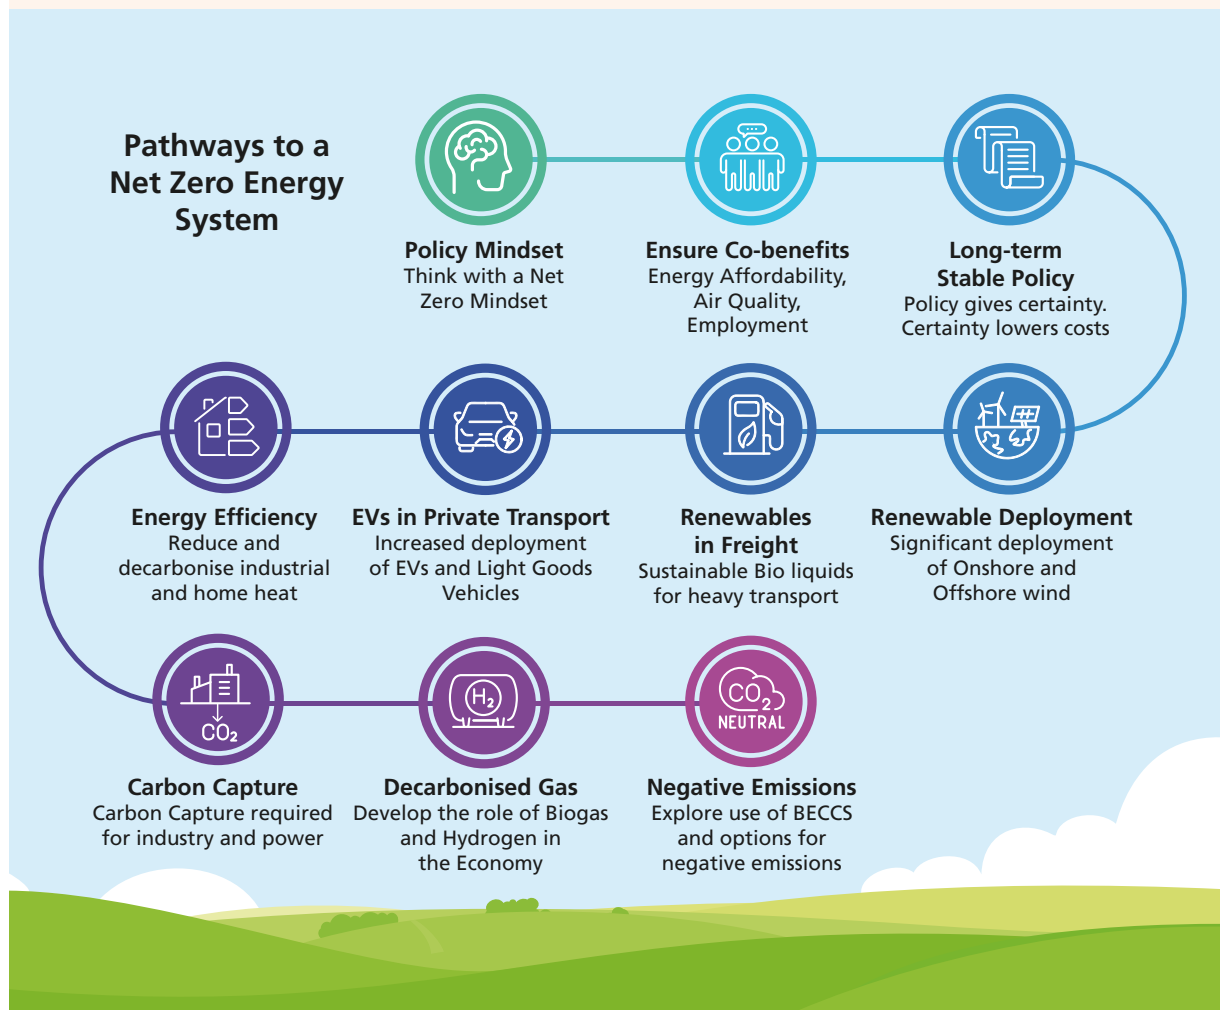 Pathways to a
Net Zero Energy
System
Policy Mindset
Think with a Net
Zero Mindset
Ensure Co-benefits
Energy Affordability,
Air Quality,
Employment
Long-term
Stable Policy
Policy gives certainty.
Certainty lowers costs
Energy Efficiency
Reduce and
decarbonise industrial
and home heat
EVs in Private Transport
Increased deployment
of EVs and Light Goods
Vehicles
Renewables
in Freight
Sustainable Bio liquids
for heavy transport
Renewable Deployment
Significant deployment
of Onshore and
Offshore wind
CO₂
Carbon Capture
Carbon Capture required
for industry and power
H₂
Decarbonised Gas
Develop the role of Biogas
and Hydrogen in
the Economy
CO₂
NEUTRAL
Negative Emissions
Explore use of BECCS
and options for
negative emissions